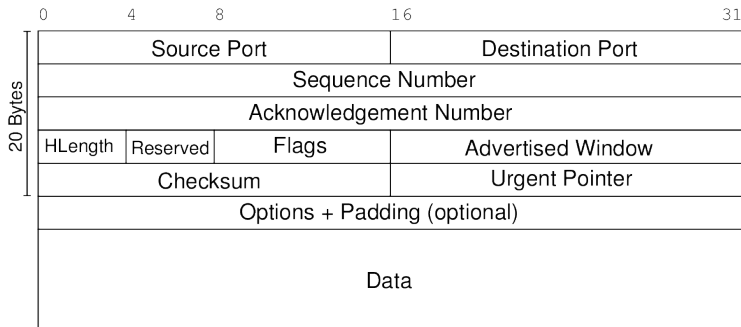 0 4 8 16 31
Source Port Destination Port
Sequence Number
Acknowledgement Number
HLength Reserved Flags Advertised Window
Checksum Urgent Pointer
Options + Padding (optional)
Data
20 Bytes